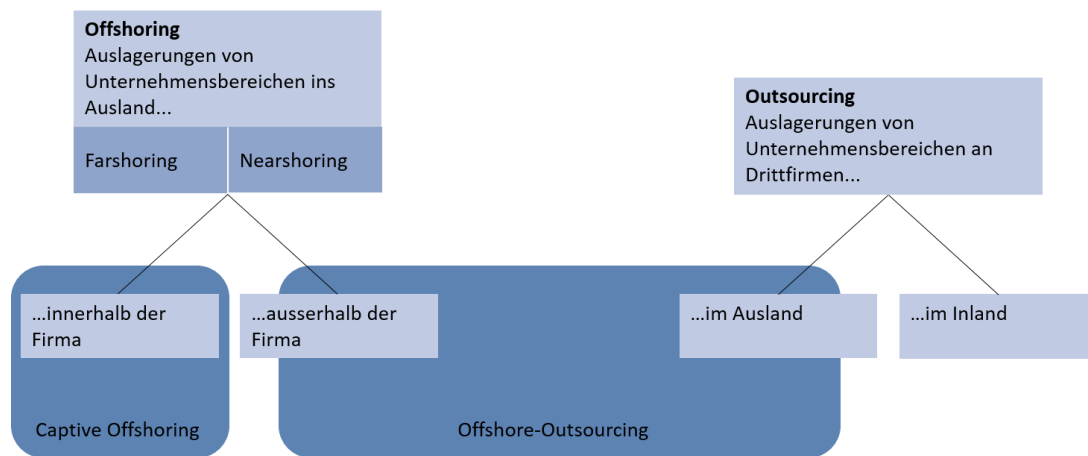 Offshoring
Auslagerungen von
Unternehmensbereichen ins
Ausland...
Farshoring
Nearshoring
Outsourcing
Auslagerungen von
Unternehmensbereichen an
Drittfirmen...
...innerhalb der
Firma
...ausserhalb der
Firma
...im Ausland
...im Inland
Captive Offshoring
Offshore-Outsourcing